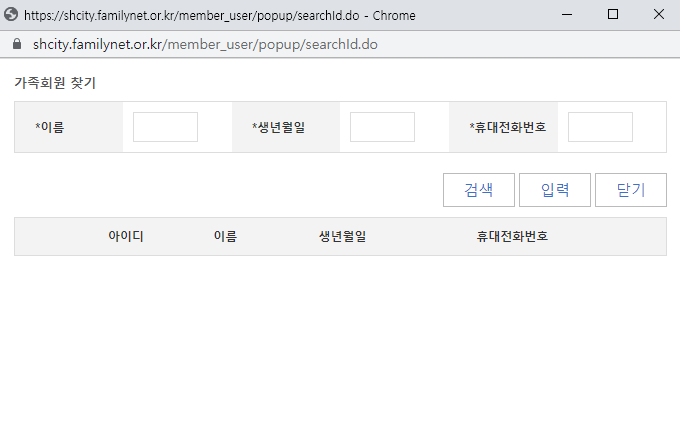 https://shcity.familynet.or.kr/member_user/popup/searchId.do - Chrome
shcity.familynet.or.kr/member_user/popup/searchId.do
가족회원 찾기
*이름 *생년월일 *휴대전화번호
검색 입력 닫기
아이디 이름 생년월일 휴대전화번호